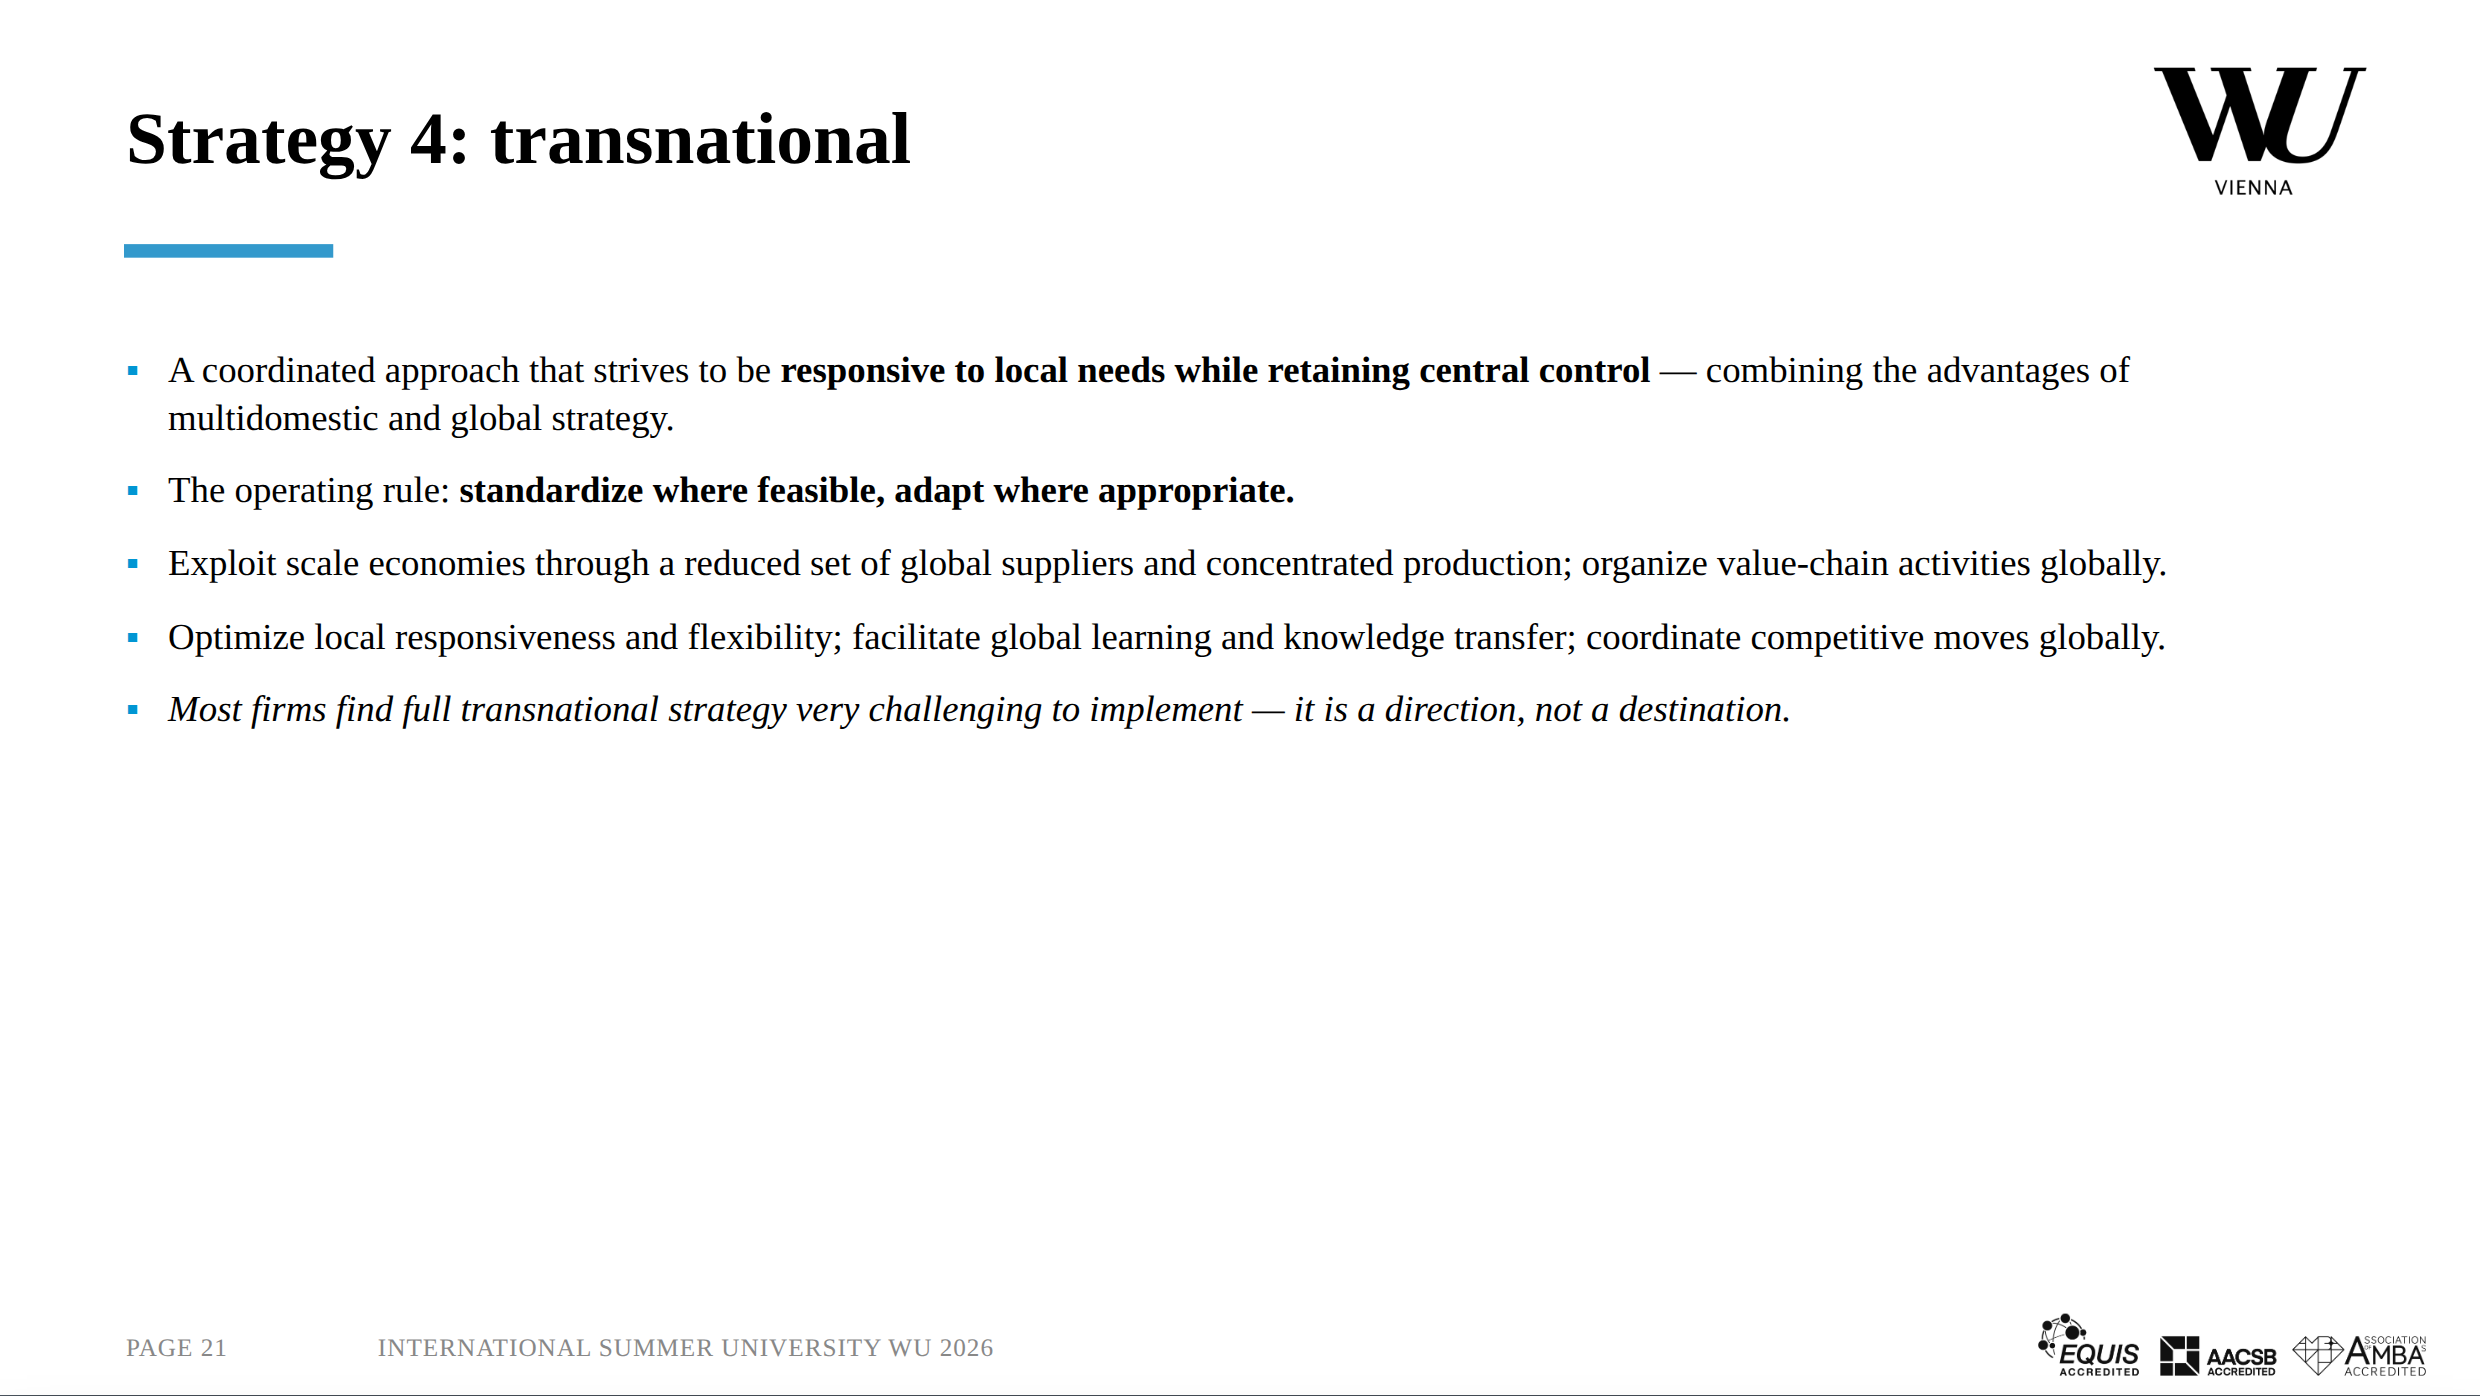 Strategy 4: transnational
WU
VIENNA
▪ A coordinated approach that strives to be responsive to local needs while retaining central control — combining the advantages of
multidomestic and global strategy.
▪ The operating rule: standardize where feasible, adapt where appropriate.
▪ Exploit scale economies through a reduced set of global suppliers and concentrated production; organize value-chain activities globally.
▪ Optimize local responsiveness and flexibility; facilitate global learning and knowledge transfer; coordinate competitive moves globally.
▪ Most firms find full transnational strategy very challenging to implement — it is a direction, not a destination.
PAGE 21 INTERNATIONAL SUMMER UNIVERSITY WU 2026
EQUIS
ACCREDITED
AACSB
ACCREDITED
ASSOCIATION
OF MBAS
ACCREDITED